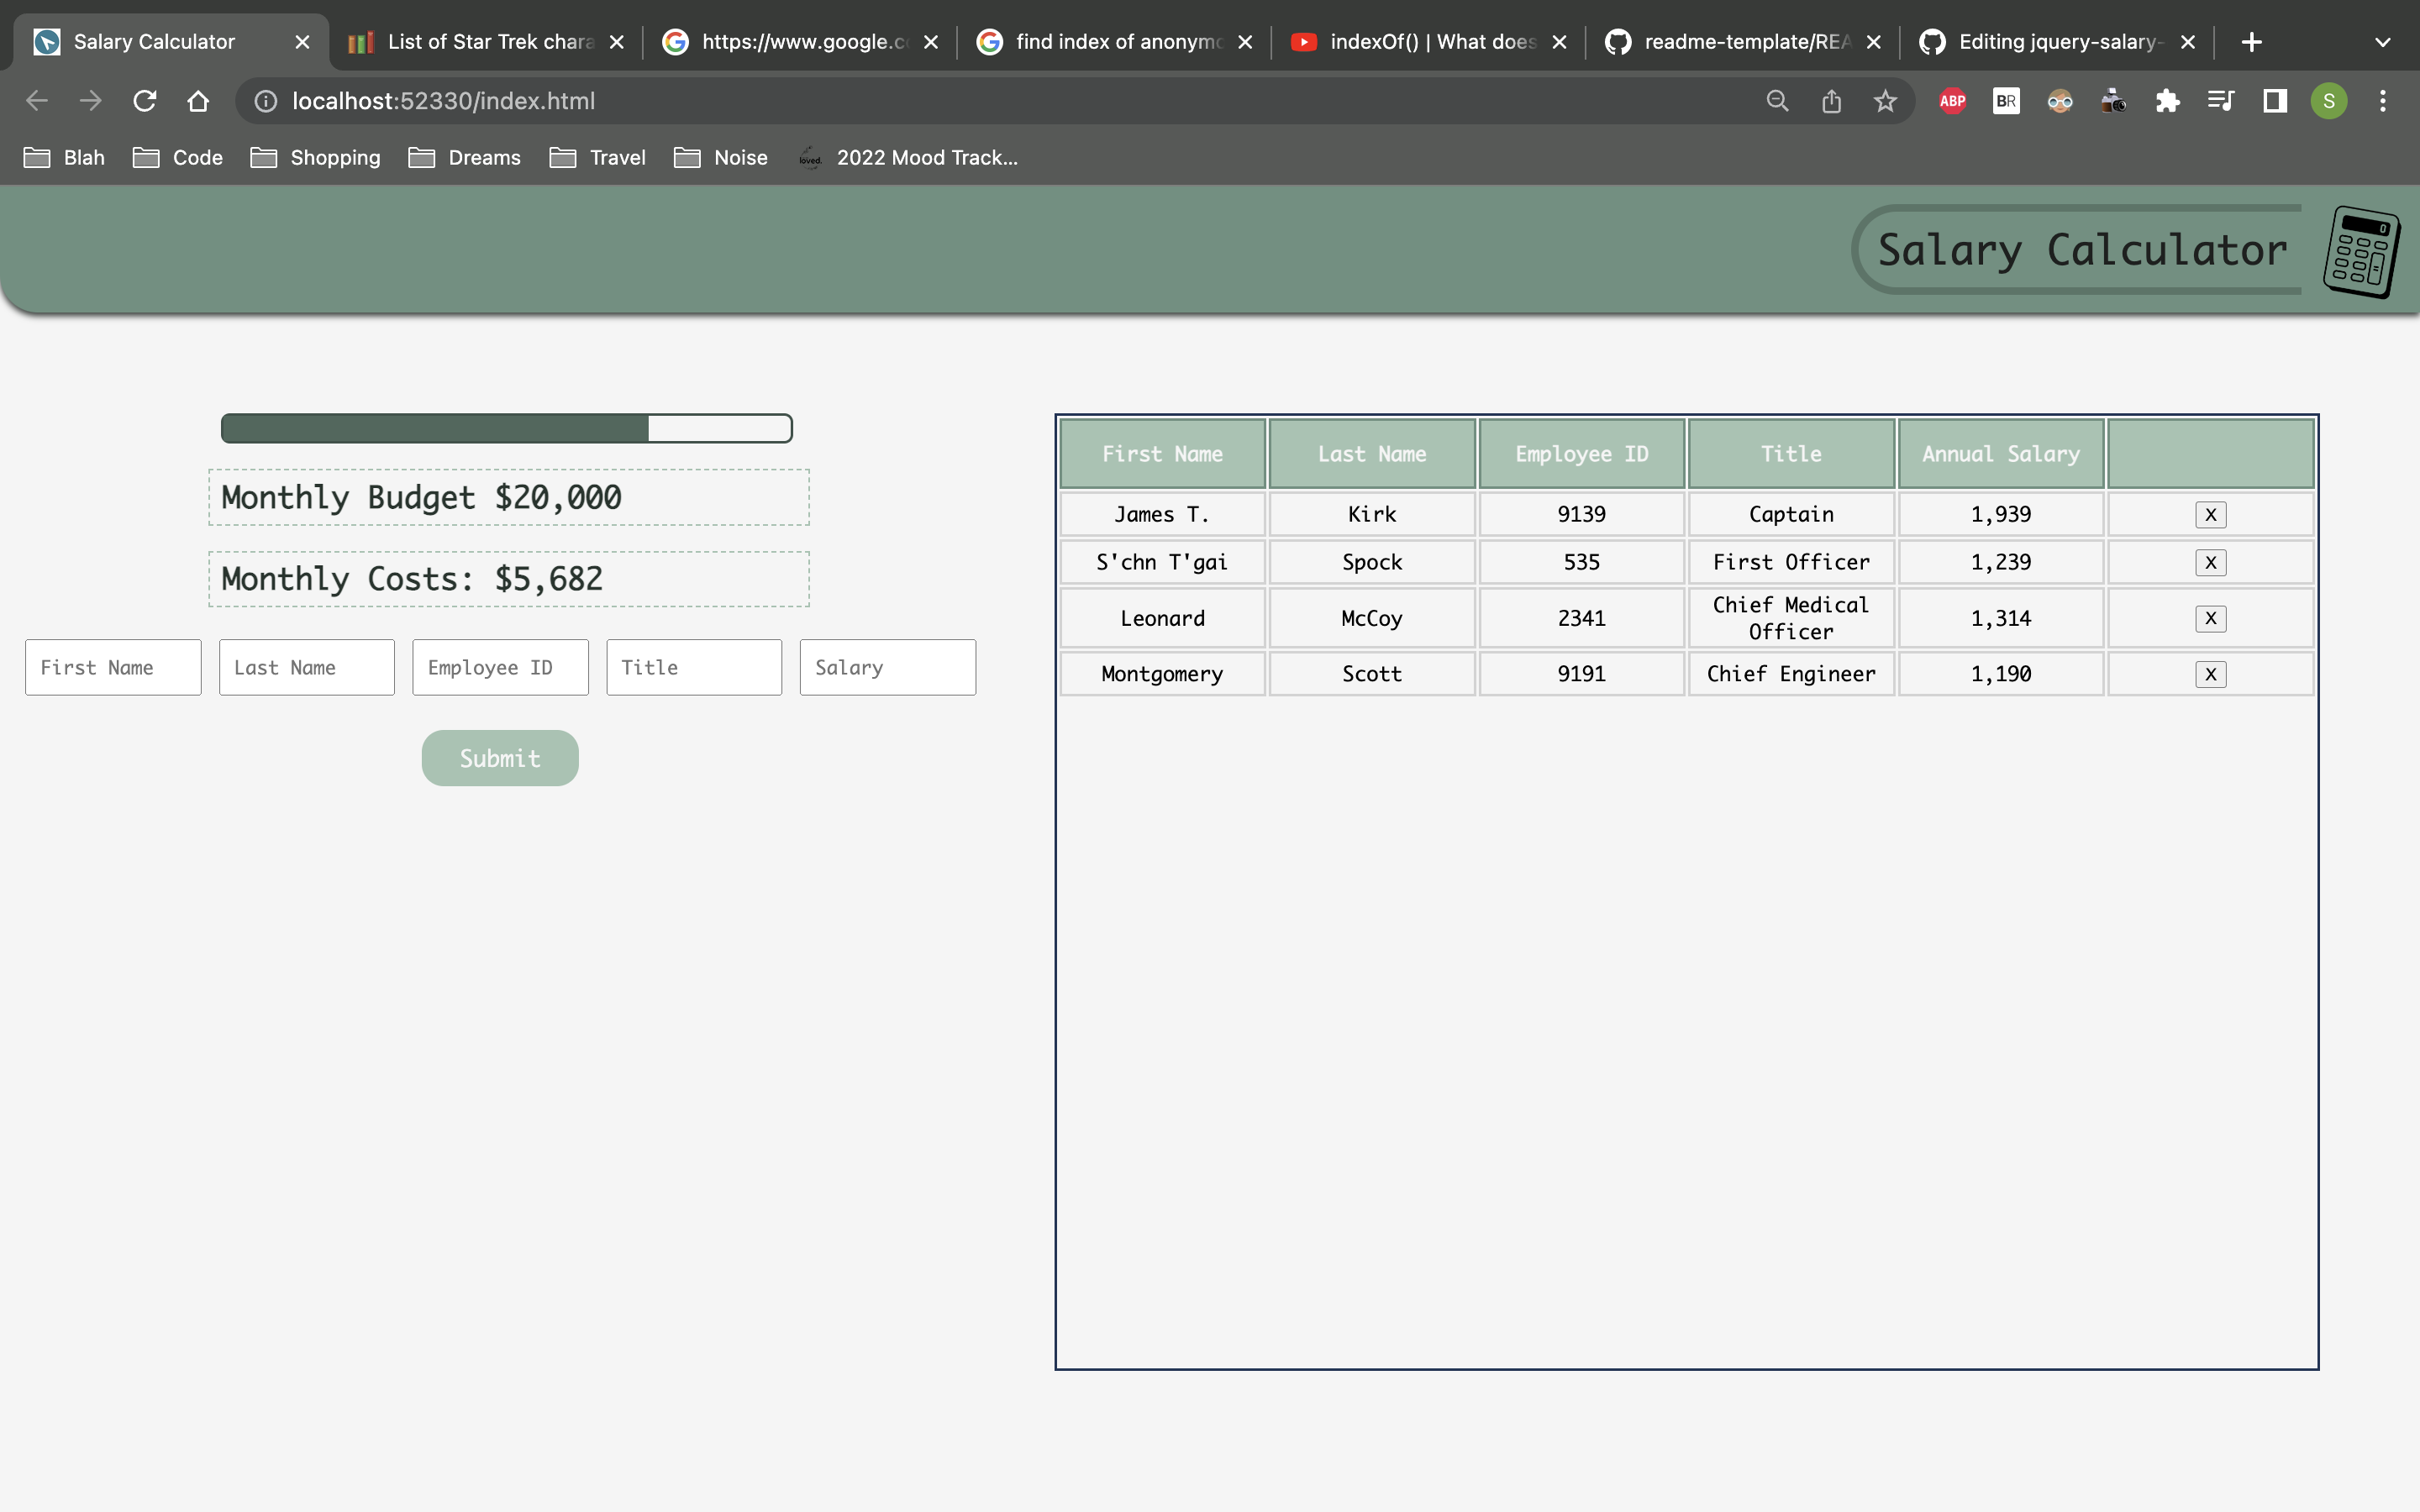 Salary Calculator
List of Star Trek chara
https://www.google.c
find index of anonym
indexOf() | What does
readme-template/REA
Editing jquery-salary-
localhost:52330/index.html
ABP
BR
S
Blah
Code
Shopping
Dreams
Travel
Noise
loved.
2022 Mood Track...
Salary Calculator
0
=
Monthly Budget $20,000
Monthly Costs: $5,682
First Name
Last Name
Employee ID
Title
Salary
Submit
First Name Last Name Employee ID Title Annual Salary
James T. Kirk 9139 Captain 1,939 X
S'chn T'gai Spock 535 First Officer 1,239 X
Leonard McCoy 2341 Chief Medical Officer 1,314 X
Montgomery Scott 9191 Chief Engineer 1,190 X